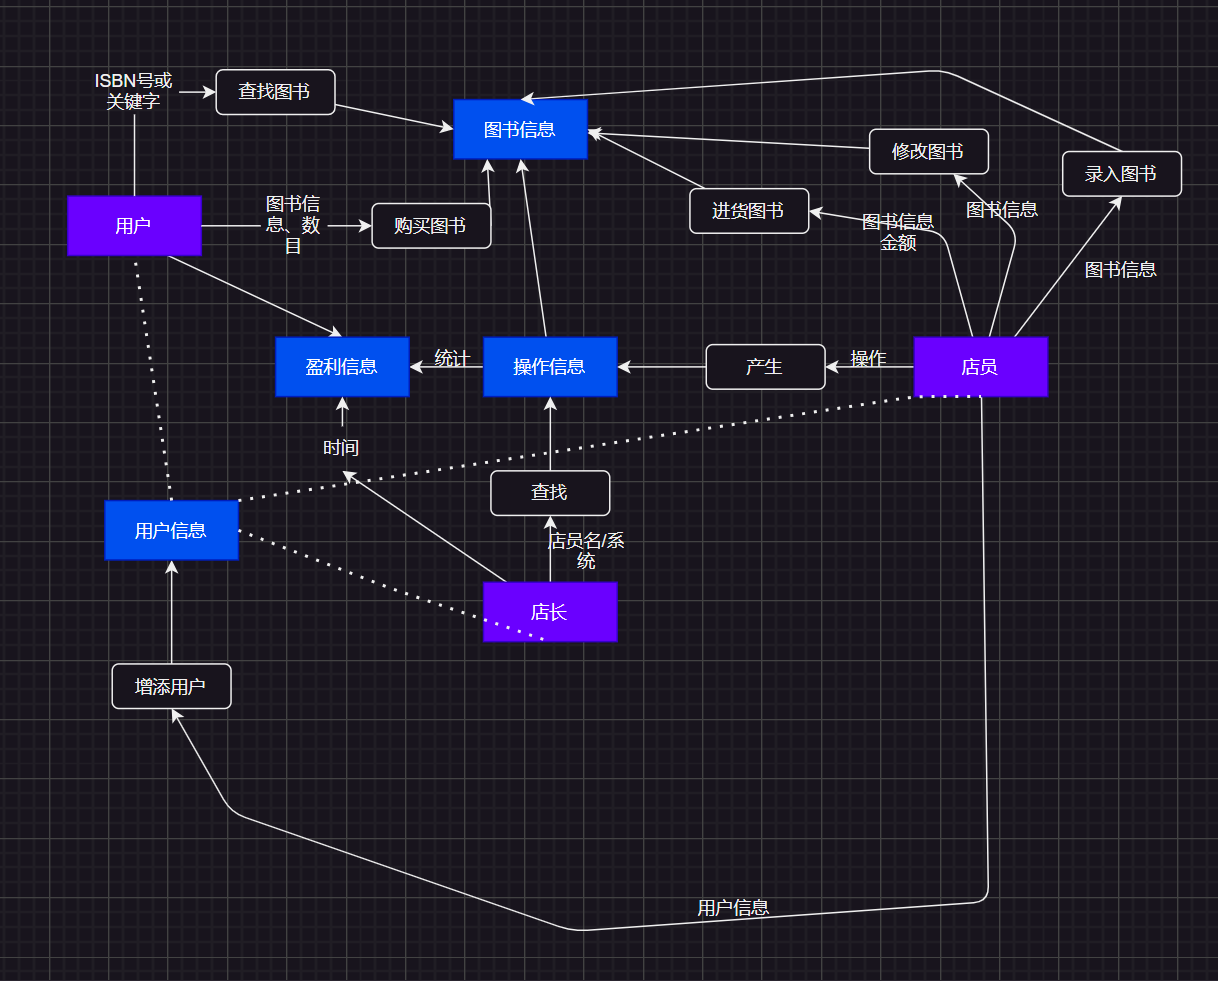 ISBN号或
关键字
查找图书
图书信息
修改图书
录入图书
用户
图书信
息、数
目
购买图书
进货图书
图书信息
金额
图书信息
图书信息
盈利信息
统计
操作信息
产生
操作
店员
时间
查找
用户信息
店员名/系
统
店长
增添用户
用户信息